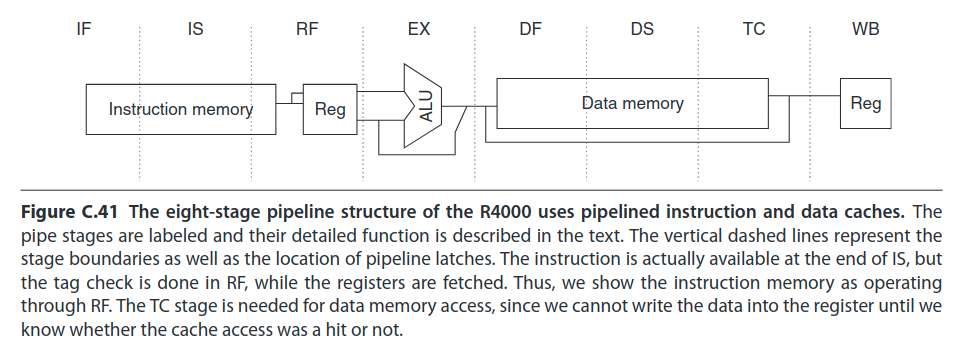 IF IS RF EX DF DS TC WB
Instruction memory Reg ALU Data memory Reg
Figure C.41 The eight-stage pipeline structure of the R4000 uses pipelined instruction and data caches. The
pipe stages are labeled and their detailed function is described in the text. The vertical dashed lines represent the
stage boundaries as well as the location of pipeline latches. The instruction is actually available at the end of IS, but
the tag check is done in RF, while the registers are fetched. Thus, we show the instruction memory as operating
through RF. The TC stage is needed for data memory access, since we cannot write the data into the register until we
know whether the cache access was a hit or not.